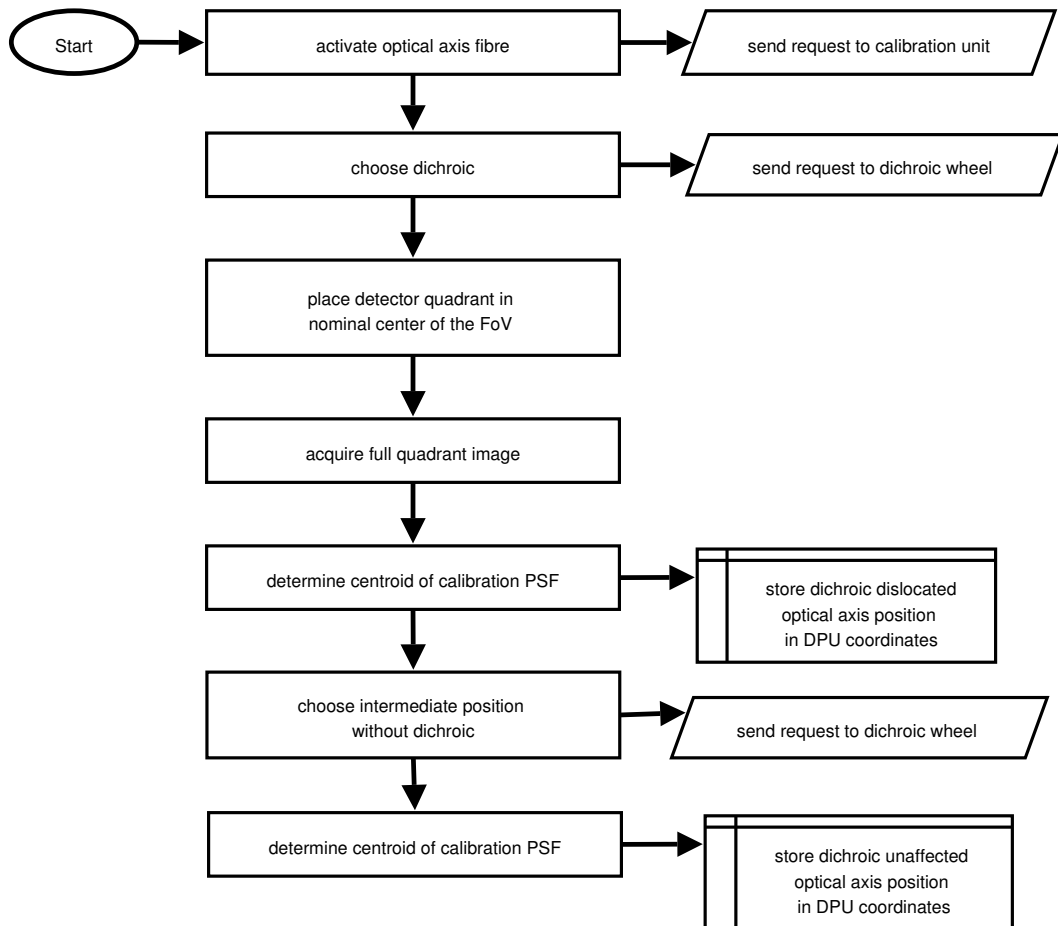 Start
activate optical axis fibre
send request to calibration unit
choose dichroic
send request to dichroic wheel
place detector quadrant in
nominal center of the FoV
acquire full quadrant image
determine centroid of calibration PSF
store dichroic dislocated
optical axis position
in DPU coordinates
choose intermediate position
without dichroic
send request to dichroic wheel
determine centroid of calibration PSF
store dichroic unaffected
optical axis position
in DPU coordinates